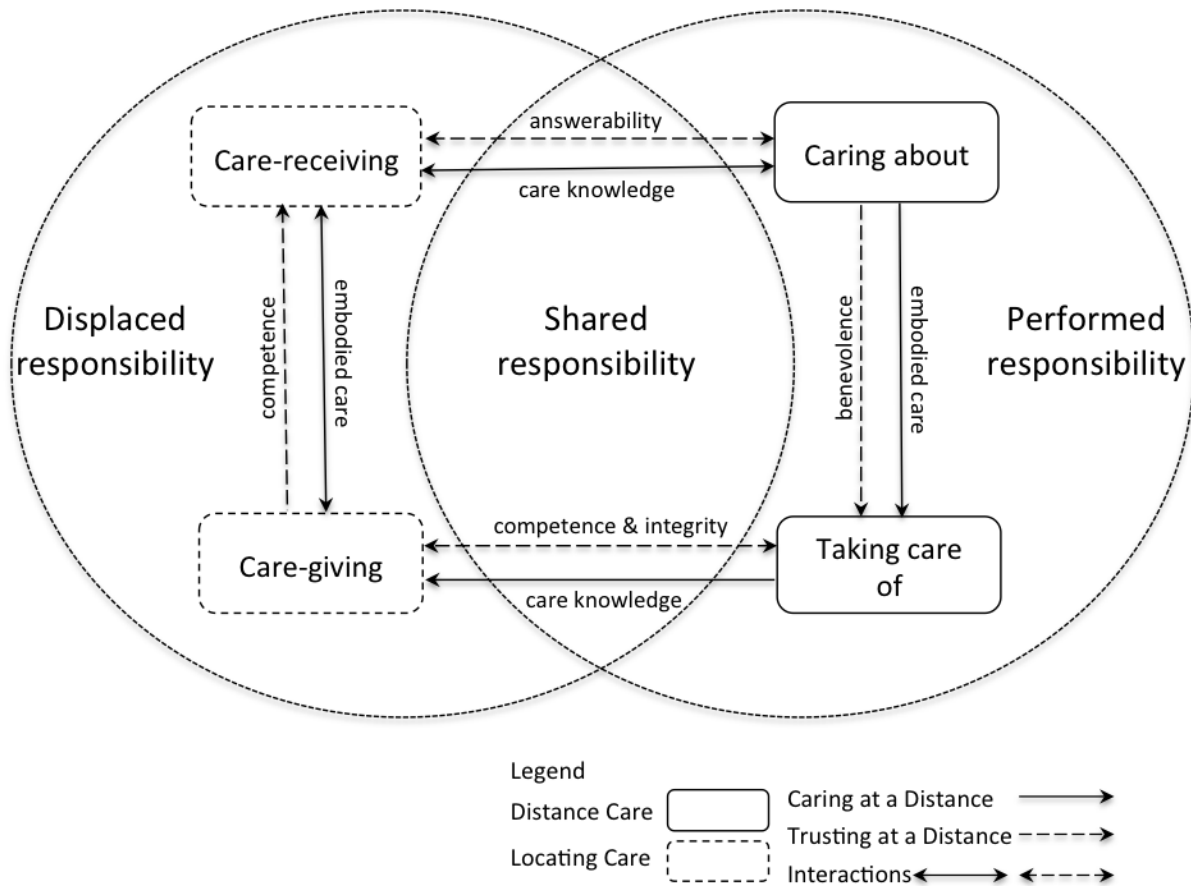 answerability
Care-receiving
Caring about
care knowledge
competence
embodied care
benevolence
embodied care
Displaced
responsibility
Shared
responsibility
Performed
responsibility
competence & integrity
Care-giving
Taking care
of
care knowledge
Legend
Distance Care
Locating Care
Caring at a Distance
Trusting at a Distance
Interactions